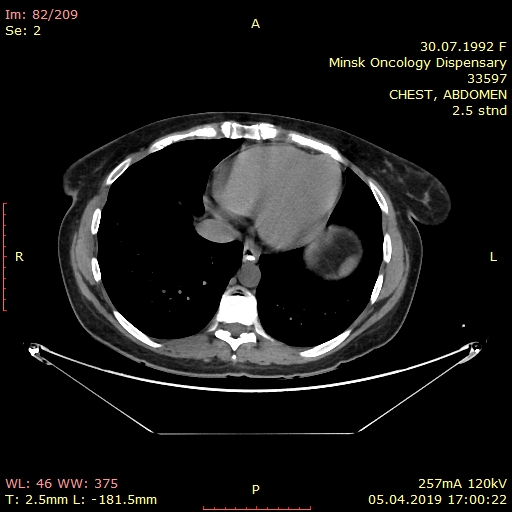 Im: 82/209
Se: 2
A
30.07.1992 F
Minsk Oncology Dispensary
33597
CHEST, ABDOMEN
2.5 stnd
R
L
WL: 46 WW: 375
T: 2.5mm L: -181.5mm
P
257mA 120kV
05.04.2019 17:00:22